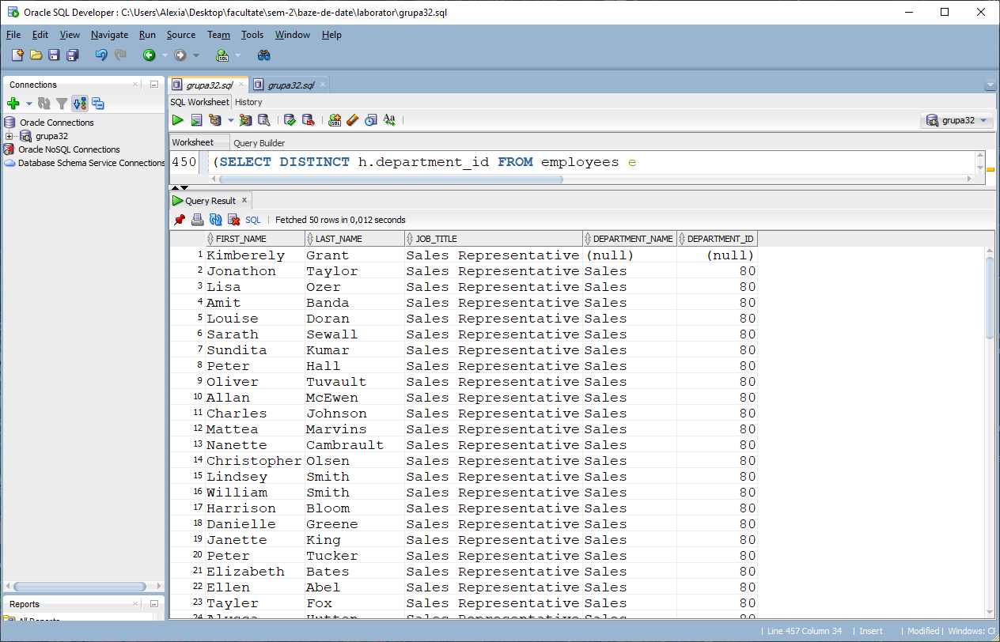 Oracle SQL Developer : C:\Users\Alexia\Desktop\facultate\sem-2\baze-de-date\laborator\grupa32.sql
File Edit View Navigate Run Source Team Tools Window Help
Connections
grupa32.sql grupa32.sql
SQL Worksheet History
Oracle Connections
grupa32
Oracle NoSQL Connections
Database Schema Service Connections
grupa32
Worksheet Query Builder
450 (SELECT DISTINCT h.department_id FROM employees e
Query Result x
SQL | Fetched 50 rows in 0,012 seconds
FIRST_NAME LAST_NAME JOB_TITLE DEPARTMENT_NAME DEPARTMENT_ID
1 Kimberely Grant Sales Representative (null) (null)
2 Jonathon Taylor Sales Representative Sales 80
3 Lisa Ozer Sales Representative Sales 80
4 Amit Banda Sales Representative Sales 80
5 Louise Doran Sales Representative Sales 80
6 Sarath Sewall Sales Representative Sales 80
7 Sundita Kumar Sales Representative Sales 80
8 Peter Hall Sales Representative Sales 80
9 Oliver Tuvault Sales Representative Sales 80
10 Allan McEwen Sales Representative Sales 80
11 Charles Johnson Sales Representative Sales 80
12 Mattea Marvins Sales Representative Sales 80
13 Nanette Cambrault Sales Representative Sales 80
14 Christopher Olsen Sales Representative Sales 80
15 Lindsey Smith Sales Representative Sales 80
16 William Smith Sales Representative Sales 80
17 Harrison Bloom Sales Representative Sales 80
18 Danielle Greene Sales Representative Sales 80
19 Janette King Sales Representative Sales 80
20 Peter Tucker Sales Representative Sales 80
21 Elizabeth Bates Sales Representative Sales 80
22 Ellen Abel Sales Representative Sales 80
23 Tayler Fox Sales Representative Sales 80
24 Alyssa Hutton Sales Representative Sales 80
Reports
All Reports
| Line 457 Column 34 | Insert | Modified | Windows: CF